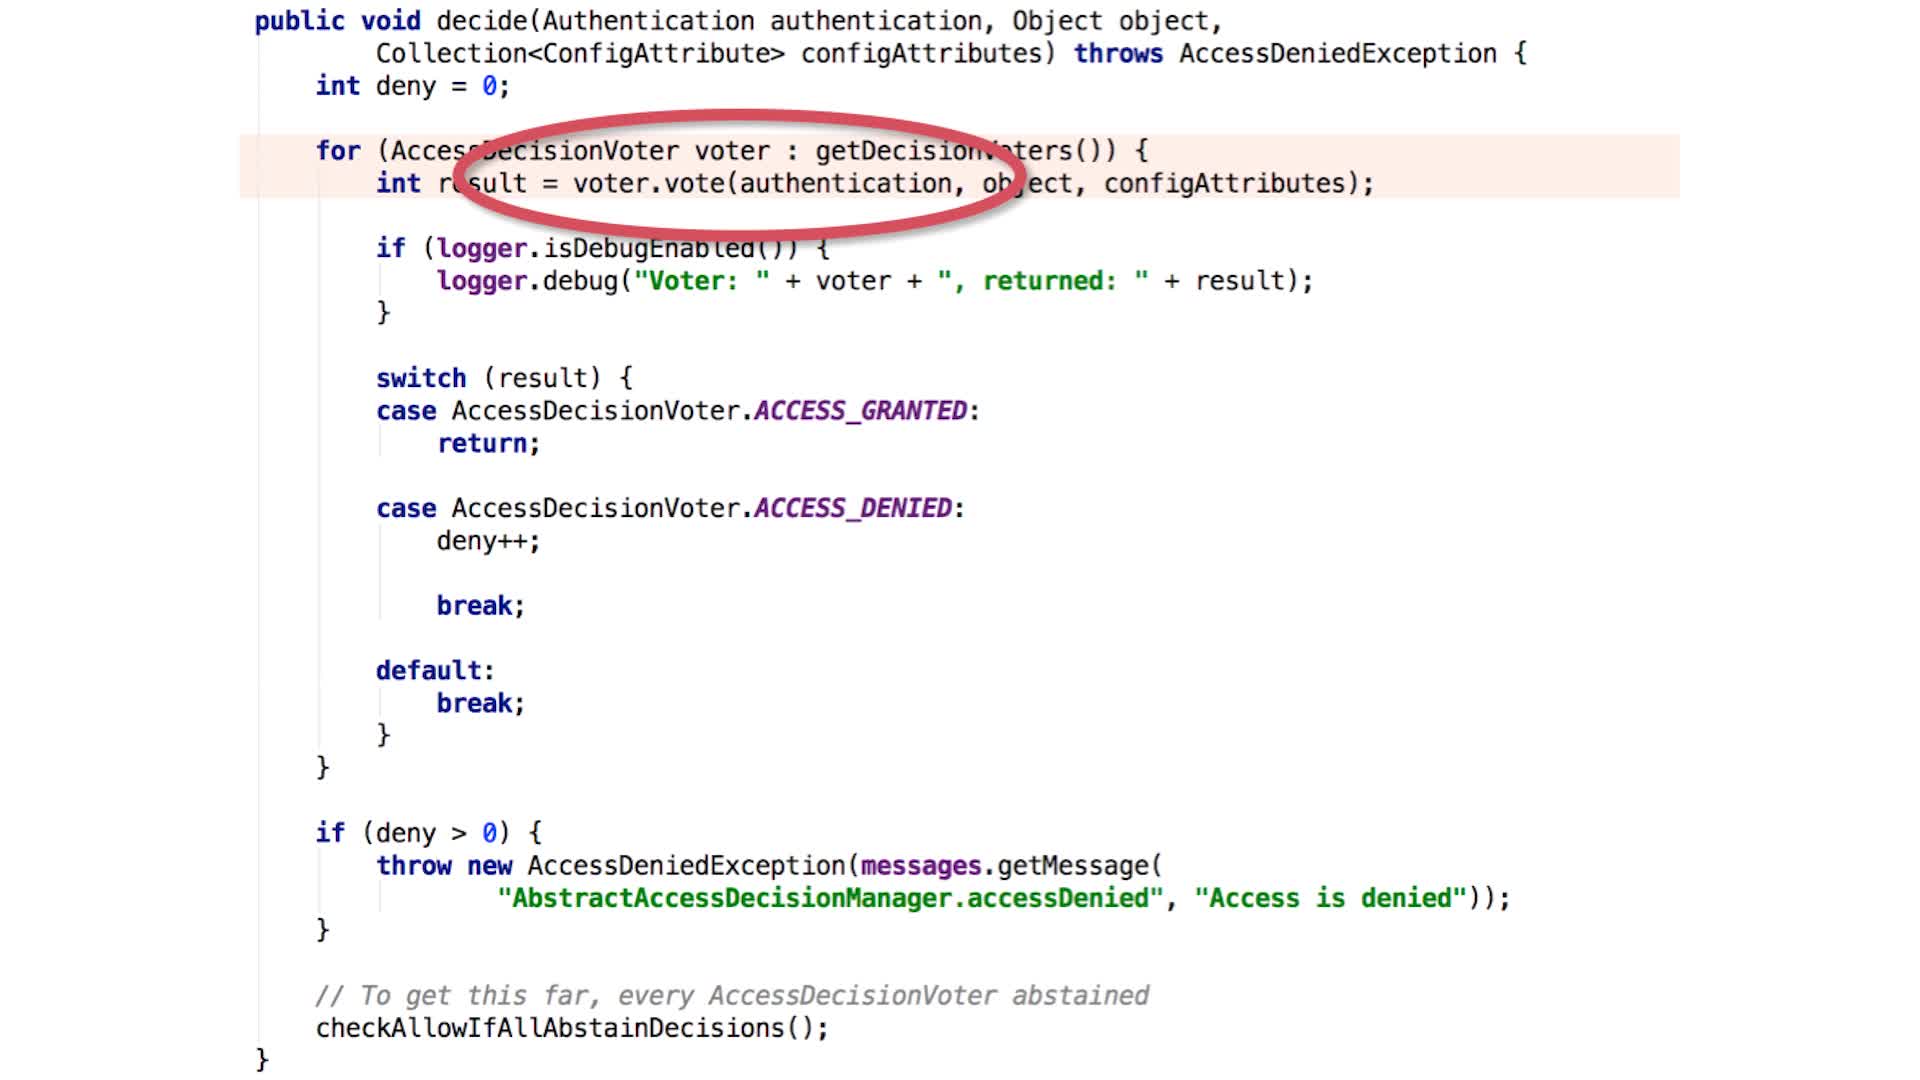 public void decide(Authentication authentication, Object object,
Collection<ConfigAttribute> configAttributes) throws AccessDeniedException {
int deny = 0;
for (AccessDecisionVoter voter : getDecisionVoters()) {
int result = voter.vote(authentication, object, configAttributes);
if (logger.isDebugEnabled()) {
logger.debug("Voter: " + voter + ", returned: " + result);
}
switch (result) {
case AccessDecisionVoter.ACCESS_GRANTED:
return;
case AccessDecisionVoter.ACCESS_DENIED:
deny++;
break;
default:
break;
}
}
if (deny > 0) {
throw new AccessDeniedException(messages.getMessage(
"AbstractAccessDecisionManager.accessDenied", "Access is denied"));
}
// To get this far, every AccessDecisionVoter abstained
checkAllowIfAllAbstainDecisions();
}